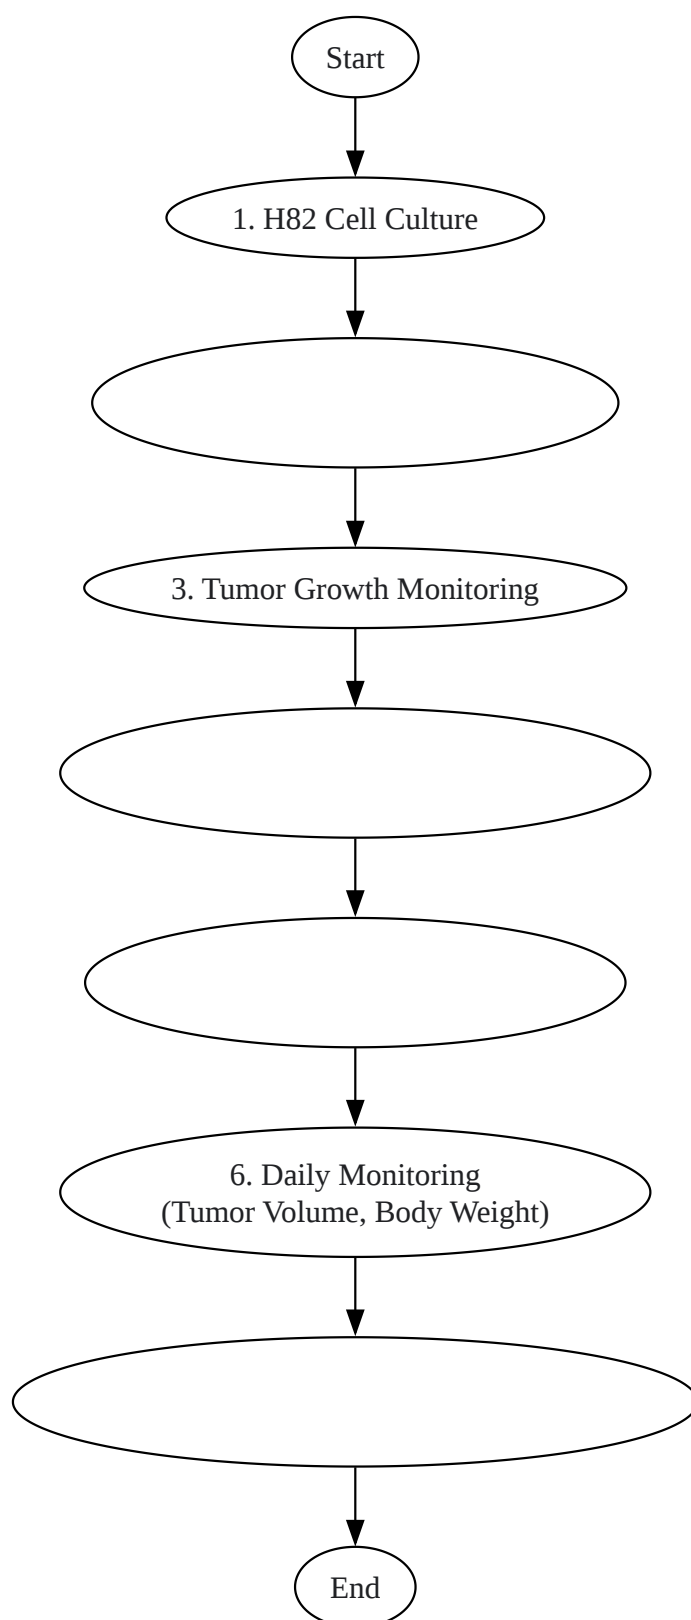 Start
1. H82 Cell Culture
3. Tumor Growth Monitoring
6. Daily Monitoring
(Tumor Volume, Body Weight)
End